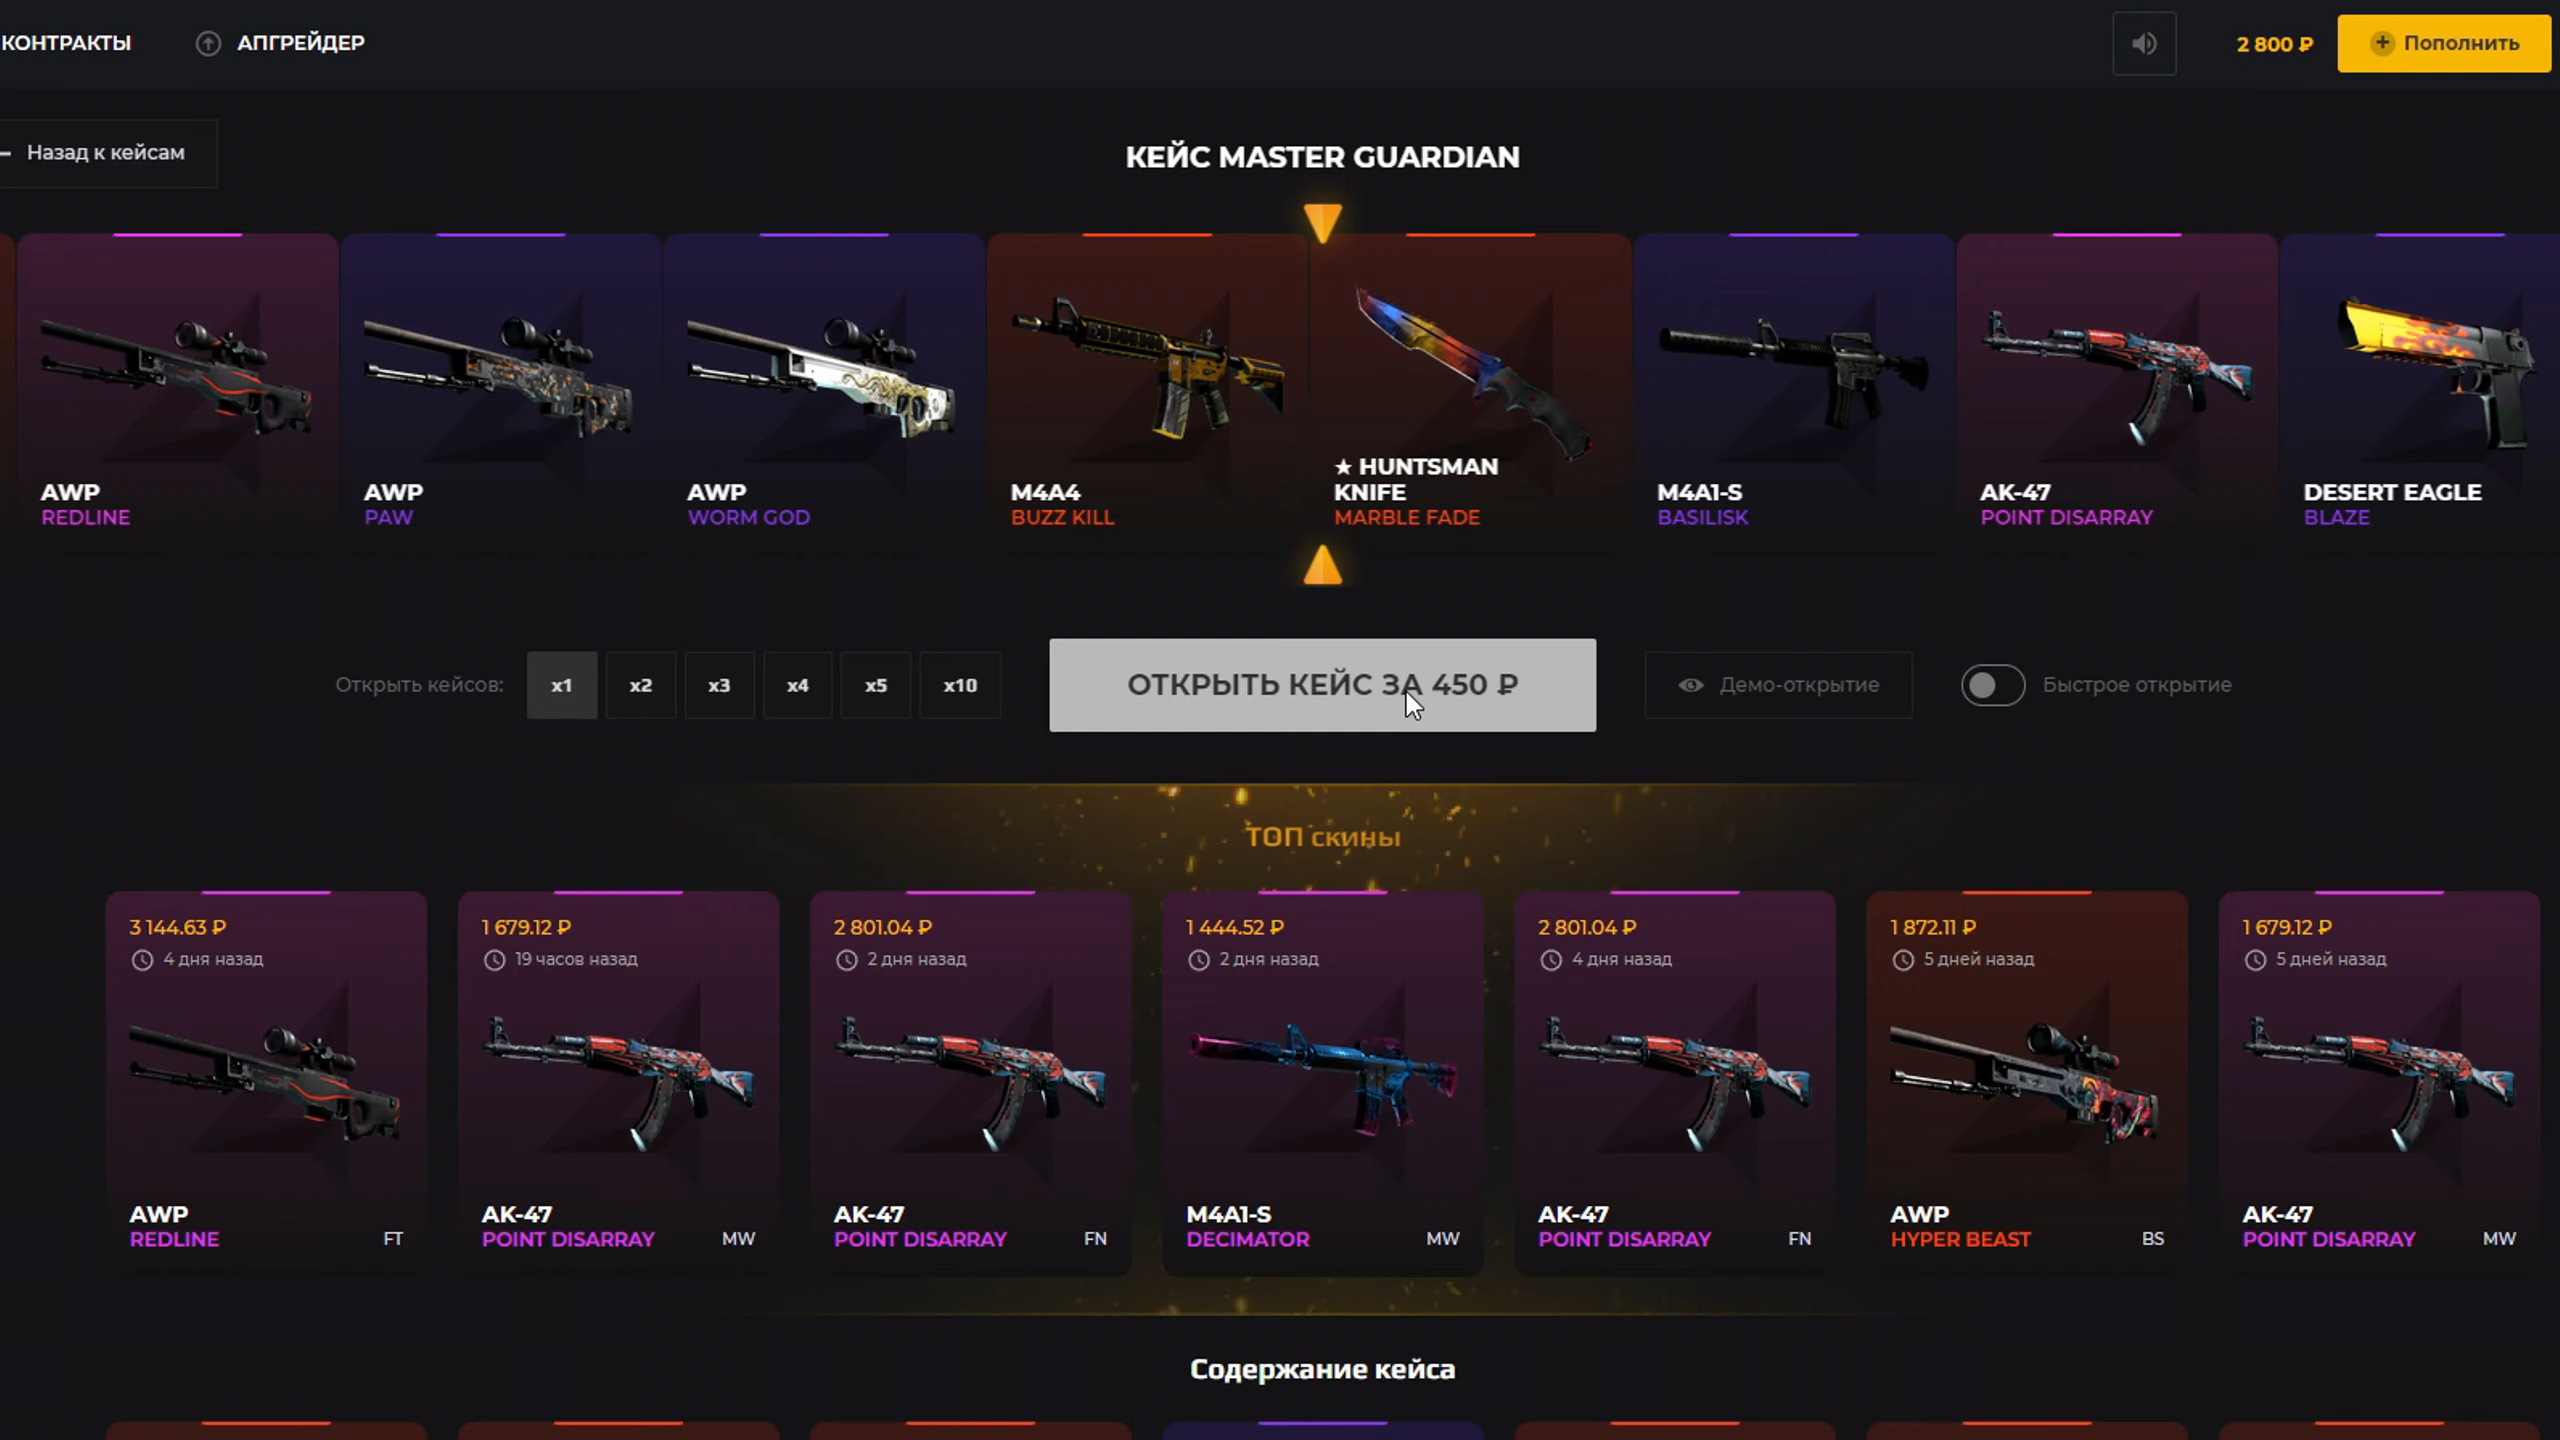 КОНТРАКТЫ
АПГРЕЙДЕР
2 800 ₽
Пополнить
Назад к кейсам
КЕЙС MASTER GUARDIAN
AWP
REDLINE
AWP
PAW
AWP
WORM GOD
M4A4
BUZZ KILL
★ HUNTSMAN
KNIFE
MARBLE FADE
M4A1-S
BASILISK
AK-47
POINT DISARRAY
DESERT EAGLE
BLAZE
Открыть кейсов:
x1
x2
x3
x4
x5
x10
ОТКРЫТЬ КЕЙС ЗА 450 ₽
Демо-открытие
Быстрое открытие
ТОП скины
3 144.63 ₽
4 дня назад
AWP
REDLINE
FT
1 679.12 ₽
19 часов назад
AK-47
POINT DISARRAY
MW
2 801.04 ₽
2 дня назад
AK-47
POINT DISARRAY
FN
1 444.52 ₽
2 дня назад
M4A1-S
DECIMATOR
MW
2 801.04 ₽
4 дня назад
AK-47
POINT DISARRAY
FN
1 872.11 ₽
5 дней назад
AWP
HYPER BEAST
BS
1 679.12 ₽
5 дней назад
AK-47
POINT DISARRAY
MW
Содержание кейса